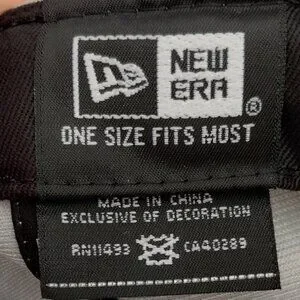 NEW
ERA
®
ONE SIZE FITS MOST
MADE IN CHINA
EXCLUSIVE OF DECORATION
RN11493 CA40289